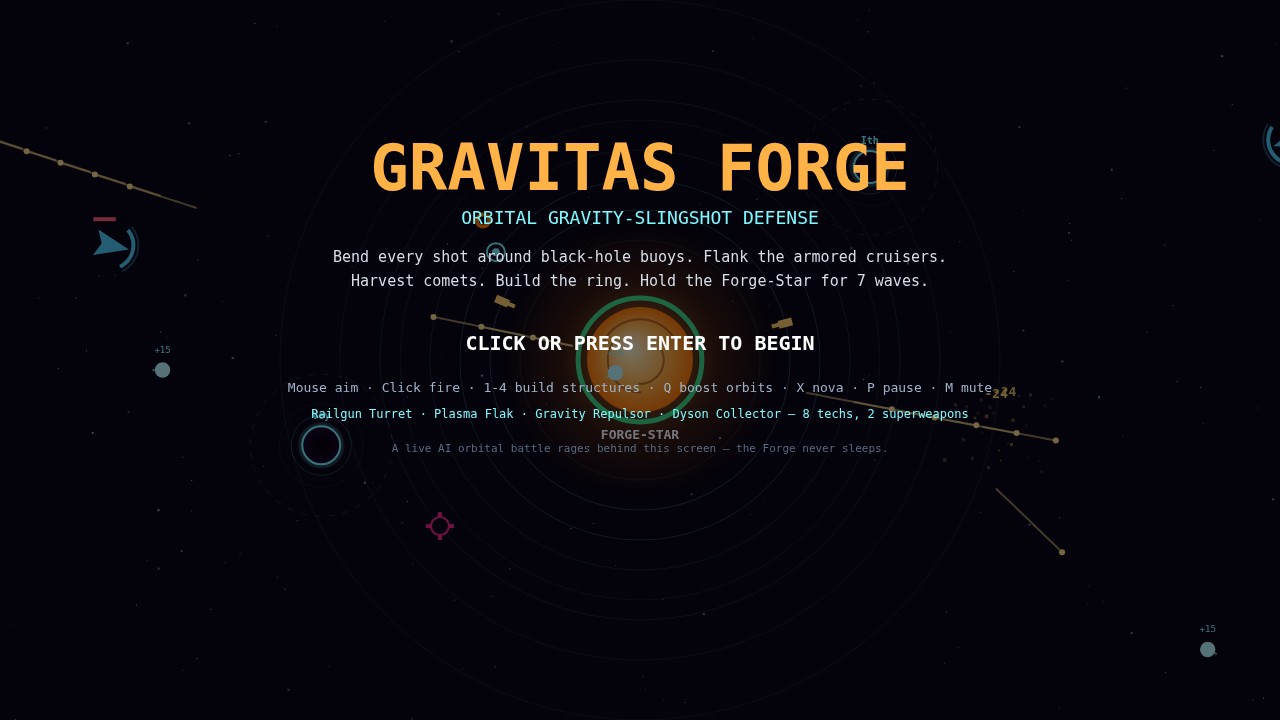 Ith
GRAVITAS FORGE
ORBITAL GRAVITY-SLINGSHOT DEFENSE
Bend every shot around black-hole buoys. Flank the armored cruisers.
Harvest comets. Build the ring. Hold the Forge-Star for 7 waves.
CLICK OR PRESS ENTER TO BEGIN
+15
Mouse aim · Click fire · 1-4 build structures · Q boost orbits · X nova · P pause · M mute
Railgun Turret · Plasma Flak · Gravity Repulsor · Dyson Collector — 8 techs, 2 superweapons
FORGE-STAR
A live AI orbital battle rages behind this screen — the Forge never sleeps.
+15